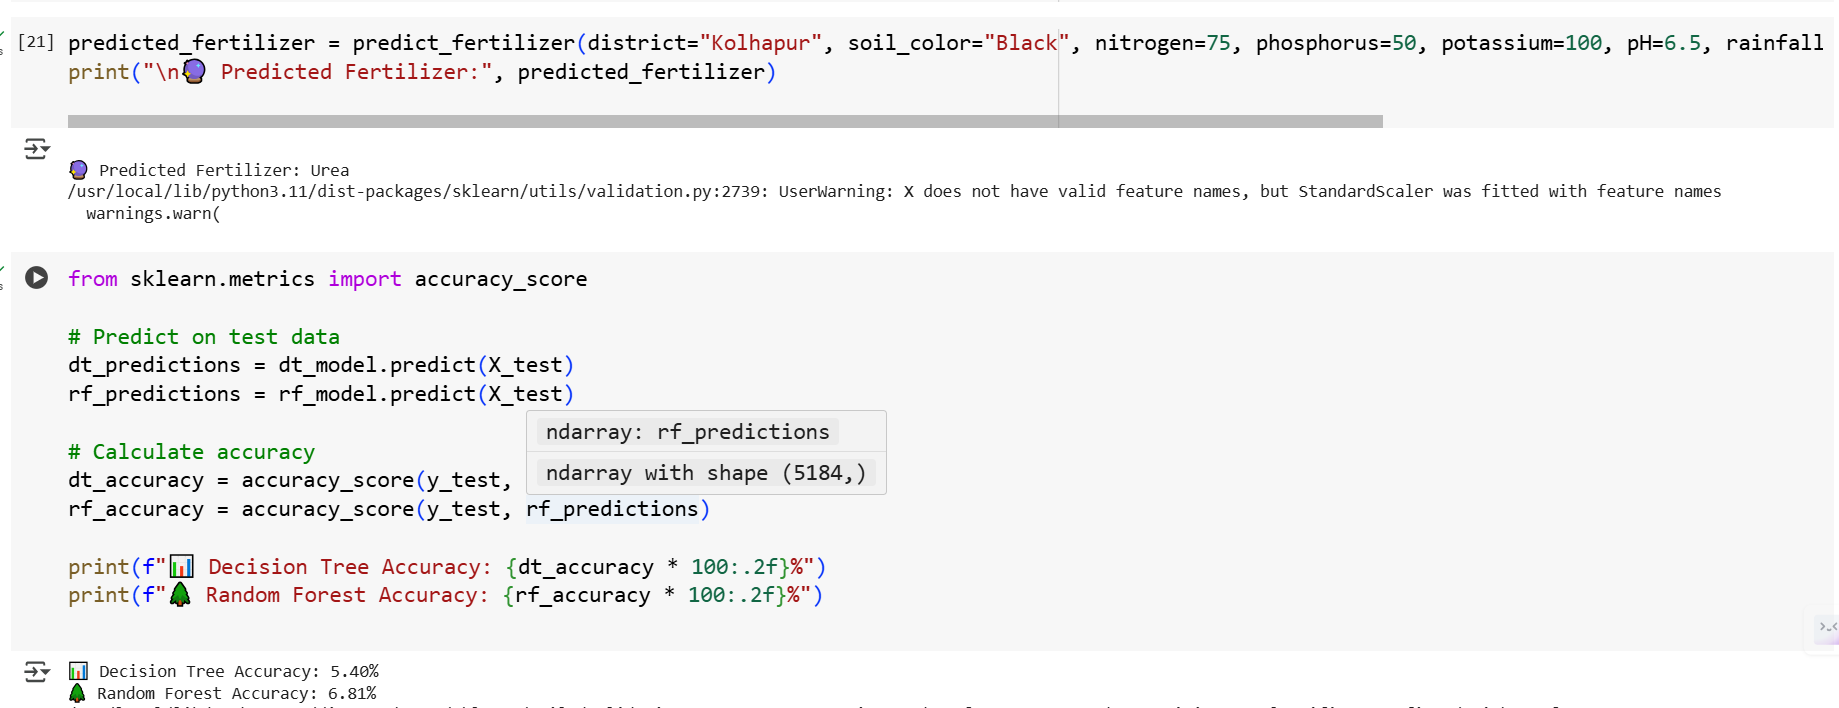 [21] predicted_fertilizer = predict_fertilizer(district="Kolhapur", soil_color="Black", nitrogen=75, phosphorus=50, potassium=100, pH=6.5, rainfall
print("\n🔮 Predicted Fertilizer:", predicted_fertilizer)
🔮 Predicted Fertilizer: Urea
/usr/local/lib/python3.11/dist-packages/sklearn/utils/validation.py:2739: UserWarning: X does not have valid feature names, but StandardScaler was fitted with feature names
warnings.warn(
from sklearn.metrics import accuracy_score
# Predict on test data
dt_predictions = dt_model.predict(X_test)
rf_predictions = rf_model.predict(X_test)
ndarray: rf_predictions
ndarray with shape (5184,)
# Calculate accuracy
dt_accuracy = accuracy_score(y_test,
rf_accuracy = accuracy_score(y_test, rf_predictions)
print(f"📊 Decision Tree Accuracy: {dt_accuracy * 100:.2f}%")
print(f"🌲 Random Forest Accuracy: {rf_accuracy * 100:.2f}%")
📊 Decision Tree Accuracy: 5.40%
🌲 Random Forest Accuracy: 6.81%